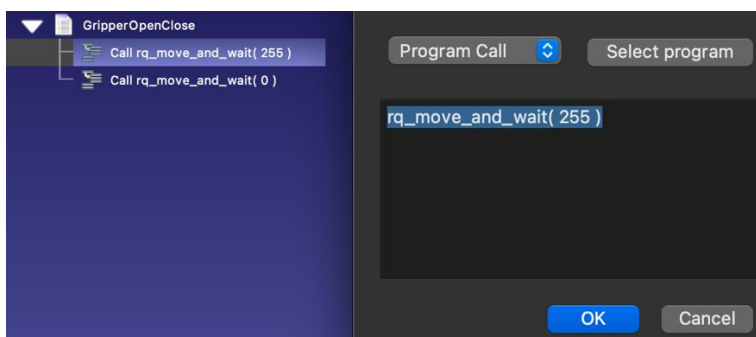 GripperOpenClose
Call rq_move_and_wait( 255 )
Call rq_move_and_wait( 0 )
Program Call
Select program
rq_move_and_wait( 255 )
OK
Cancel